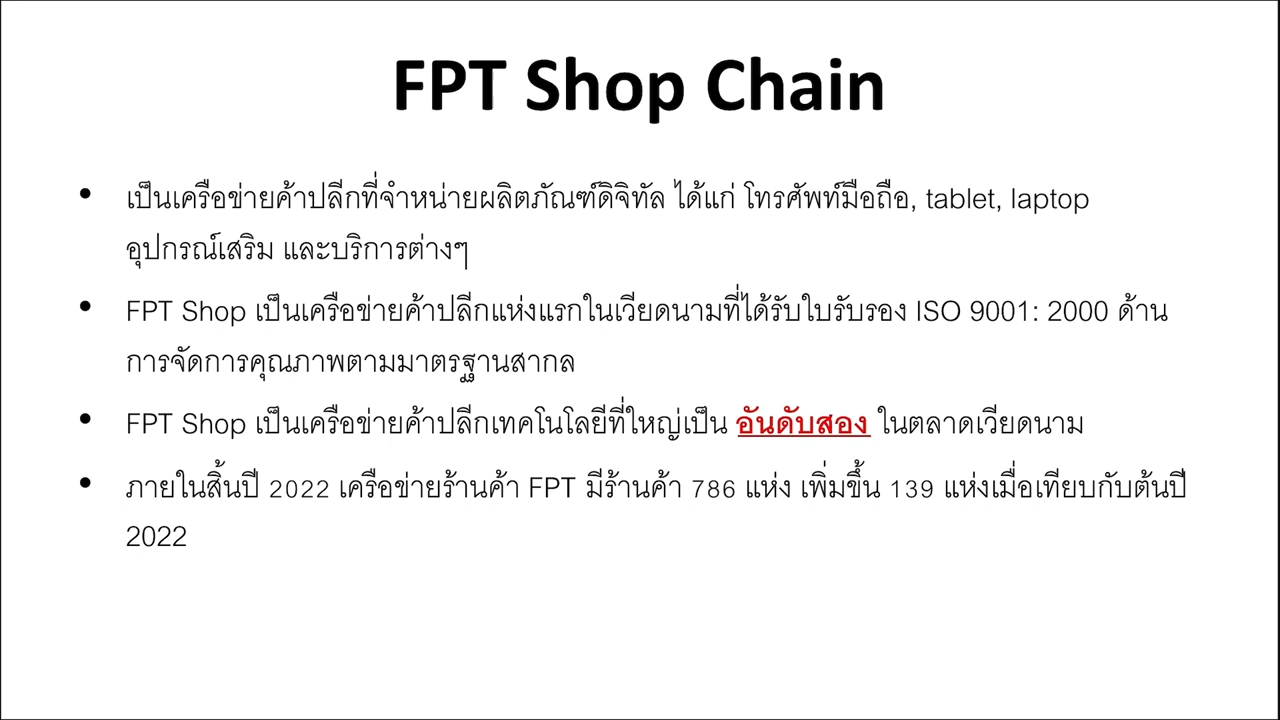 FPT Shop Chain
• เป็นเครือข่ายค้าปลีกที่จำหน่ายผลิตภัณฑ์ดิจิทัล ได้แก่ โทรศัพท์มือถือ, tablet, laptop
อุปกรณ์เสริม และบริการต่างๆ
• FPT Shop เป็นเครือข่ายค้าปลีกแห่งแรกในเวียดนามที่ได้รับใบรับรอง ISO 9001: 2000 ด้าน
การจัดการคุณภาพตามมาตรฐานสากล
• FPT Shop เป็นเครือข่ายค้าปลีกเทคโนโลยีที่ใหญ่เป็น อันดับสอง ในตลาดเวียดนาม
• ภายในสิ้นปี 2022 เครือข่ายร้านค้า FPT มีร้านค้า 786 แห่ง เพิ่มขึ้น 139 แห่งเมื่อเทียบกับต้นปี
2022